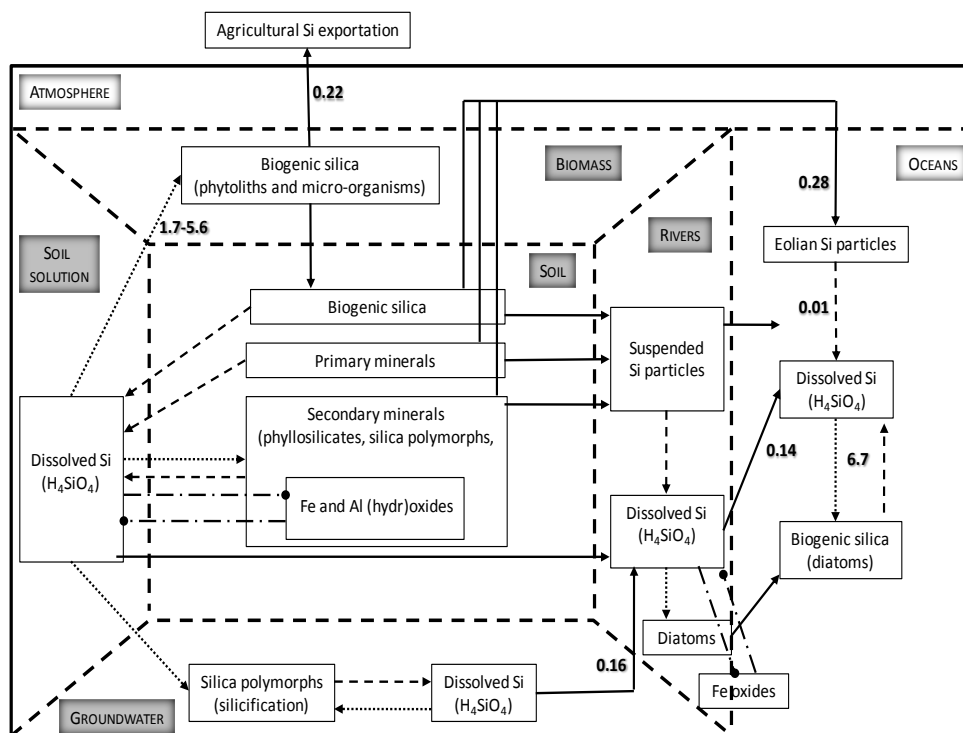 Agricultural Si exportation
ATMOSPHERE
0.22
Biogenic silica
(phytoliths and micro-organisms)
BIOMASS
OCEANS
0.28
1.7-5.6
RIVERS
SOIL
SOLUTION
SOIL
Eolian Si particles
Biogenic silica
0.01
Primary minerals
Suspended
Si particles
Dissolved Si
(H4SiO4)
Secondary minerals
(phyllosilicates, silica polymorphs,
Dissolved Si
(H4SiO4)
0.14
6.7
Fe and Al (hydr)oxides
Dissolved Si
(H4SiO4)
Biogenic silica
(diatoms)
Diatoms
0.16
Silica polymorphs
(silicification)
Dissolved Si
(H4SiO4)
Fe oxides
GROUNDWATER